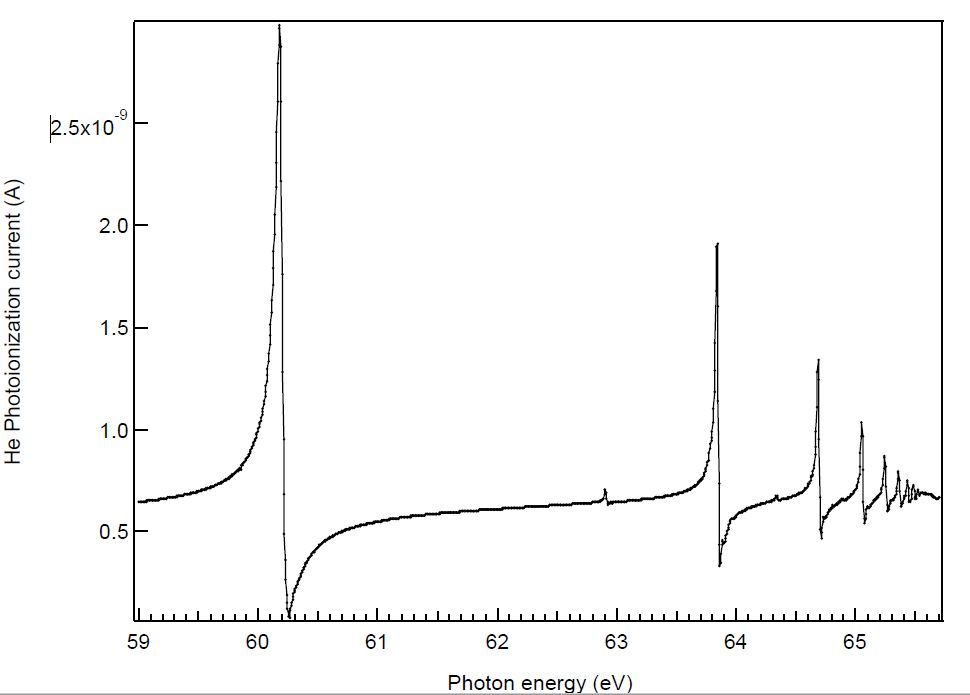 2.5x10-9
2.0
1.5
1.0
0.5
He Photoionization current (A)
59 60 61 62 63 64 65
Photon energy (eV)